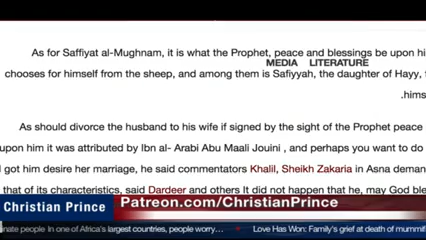 As for Saffiyat al-Mughnam, it is what the Prophet, peace and blessings be upon hi
MEDIA LITERATURE
chooses for himself from the sheep, and among them is Safiyyah, the daughter of Hayy, t
.hims
As should divorce the husband to his wife if signed by the sight of the Prophet peace
upon him it was attributed by Ibn al- Arabi Abu Maali Jouini , and perhaps you want to do
I got him desire her marriage, he said commentators Khalil, Sheikh Zakaria in Asna deman
that of its characteristics, said Dardeer and others It did not happen that he, may God ble
Christian Prince
Patreon.com/ChristianPrince
nate people In one of Africa's largest countries, people worry...
Love Has Won: Family's grief at death of mummif